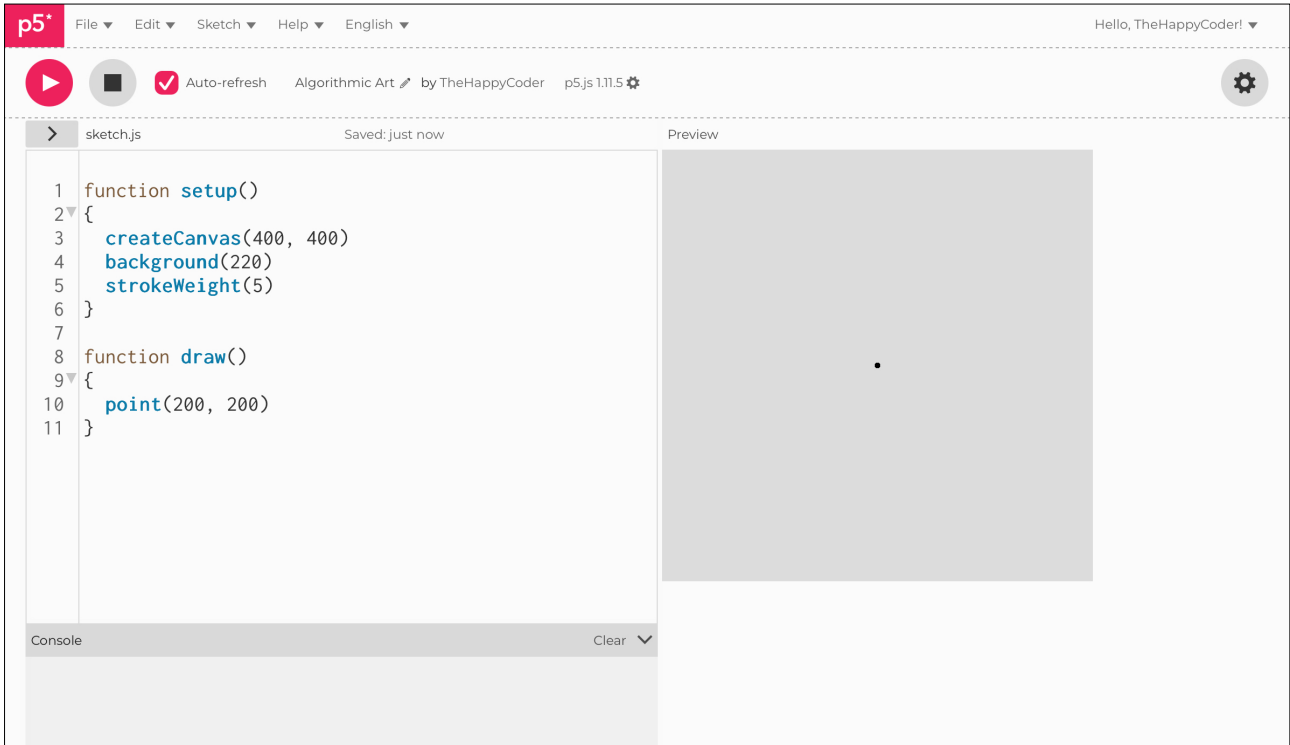 p5* File Edit Sketch Help English Hello, TheHappyCoder!
Auto-refresh Algorithmic Art by TheHappyCoder p5.js 1.11.5
sketch.js Saved: just now Preview
1 function setup()
2 {
3 createCanvas(400, 400)
4 background(220)
5 strokeWeight(5)
6 }
7
8 function draw()
9 {
10 point(200, 200)
11 }
Console Clear